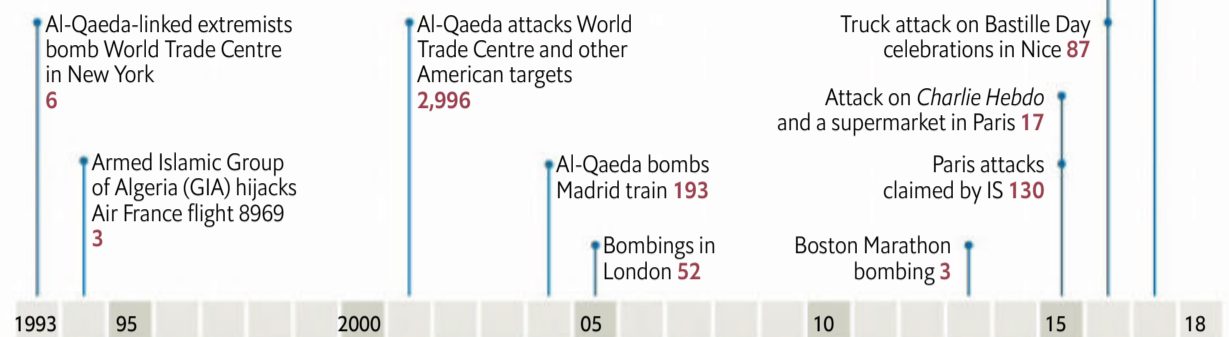 Al-Qaeda-linked extremists
bomb World Trade Centre
in New York
6
Armed Islamic Group
of Algeria (GIA) hijacks
Air France flight 8969
3
Al-Qaeda attacks World
Trade Centre and other
American targets
2,996
Al-Qaeda bombs
Madrid train 193
Bombings in
London 52
Truck attack on Bastille Day
celebrations in Nice 87
Attack on Charlie Hebdo
and a supermarket in Paris 17
Paris attacks
claimed by IS 130
Boston Marathon
bombing 3
1993 95 2000 05 10 15 18